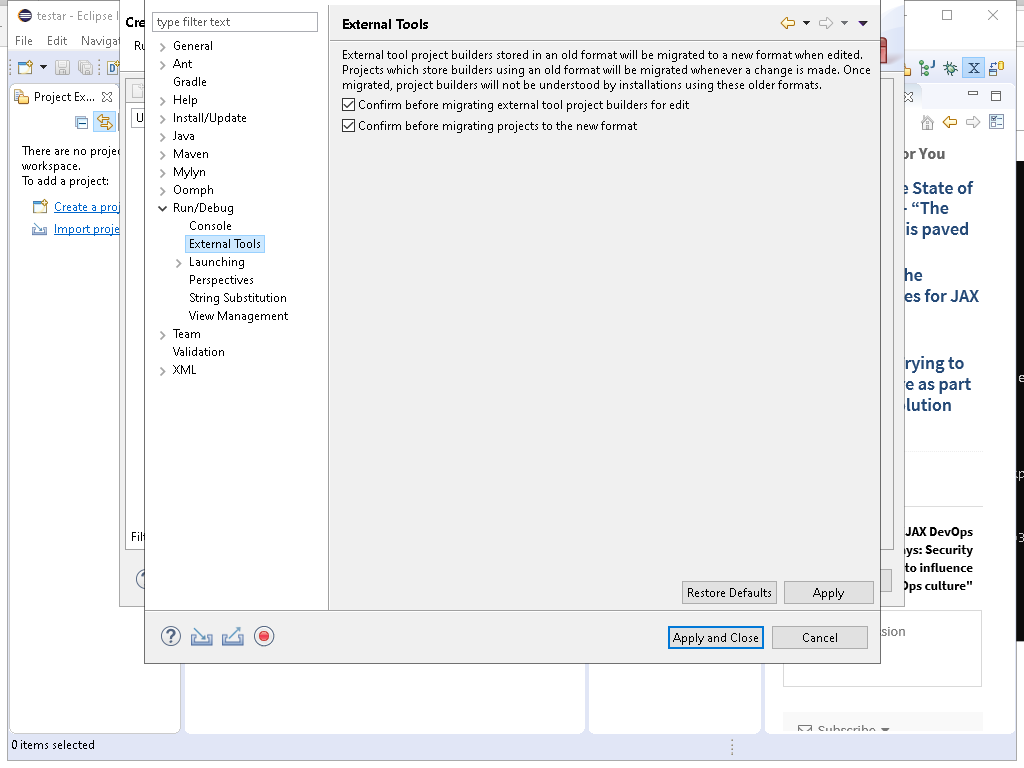 testar - Eclipse I
File Edit Navigat
Project Ex...
There are no projec
workspace.
To add a project:
Create a proj
Import proje
Cre
Ru
U
Filt
type filter text
General
Ant
Gradle
Help
Install/Update
Java
Maven
Mylyn
Oomph
Run/Debug
Console
External Tools
Launching
Perspectives
String Substitution
View Management
Team
Validation
XML
External Tools
External tool project builders stored in an old format will be migrated to a new format when edited.
Projects which store builders using an old format will be migrated whenever a change is made. Once
migrated, project builders will not be understood by installations using these older formats.
Confirm before migrating external tool project builders for edit
Confirm before migrating projects to the new format
Restore Defaults
Apply
Apply and Close
Cancel
or You
e State of
- “The
is paved
he
es for JAX
rying to
re as part
olution
JAX DevOps
ays: Security
to influence
Ops culture"
sion
Subscribe
0 items selected